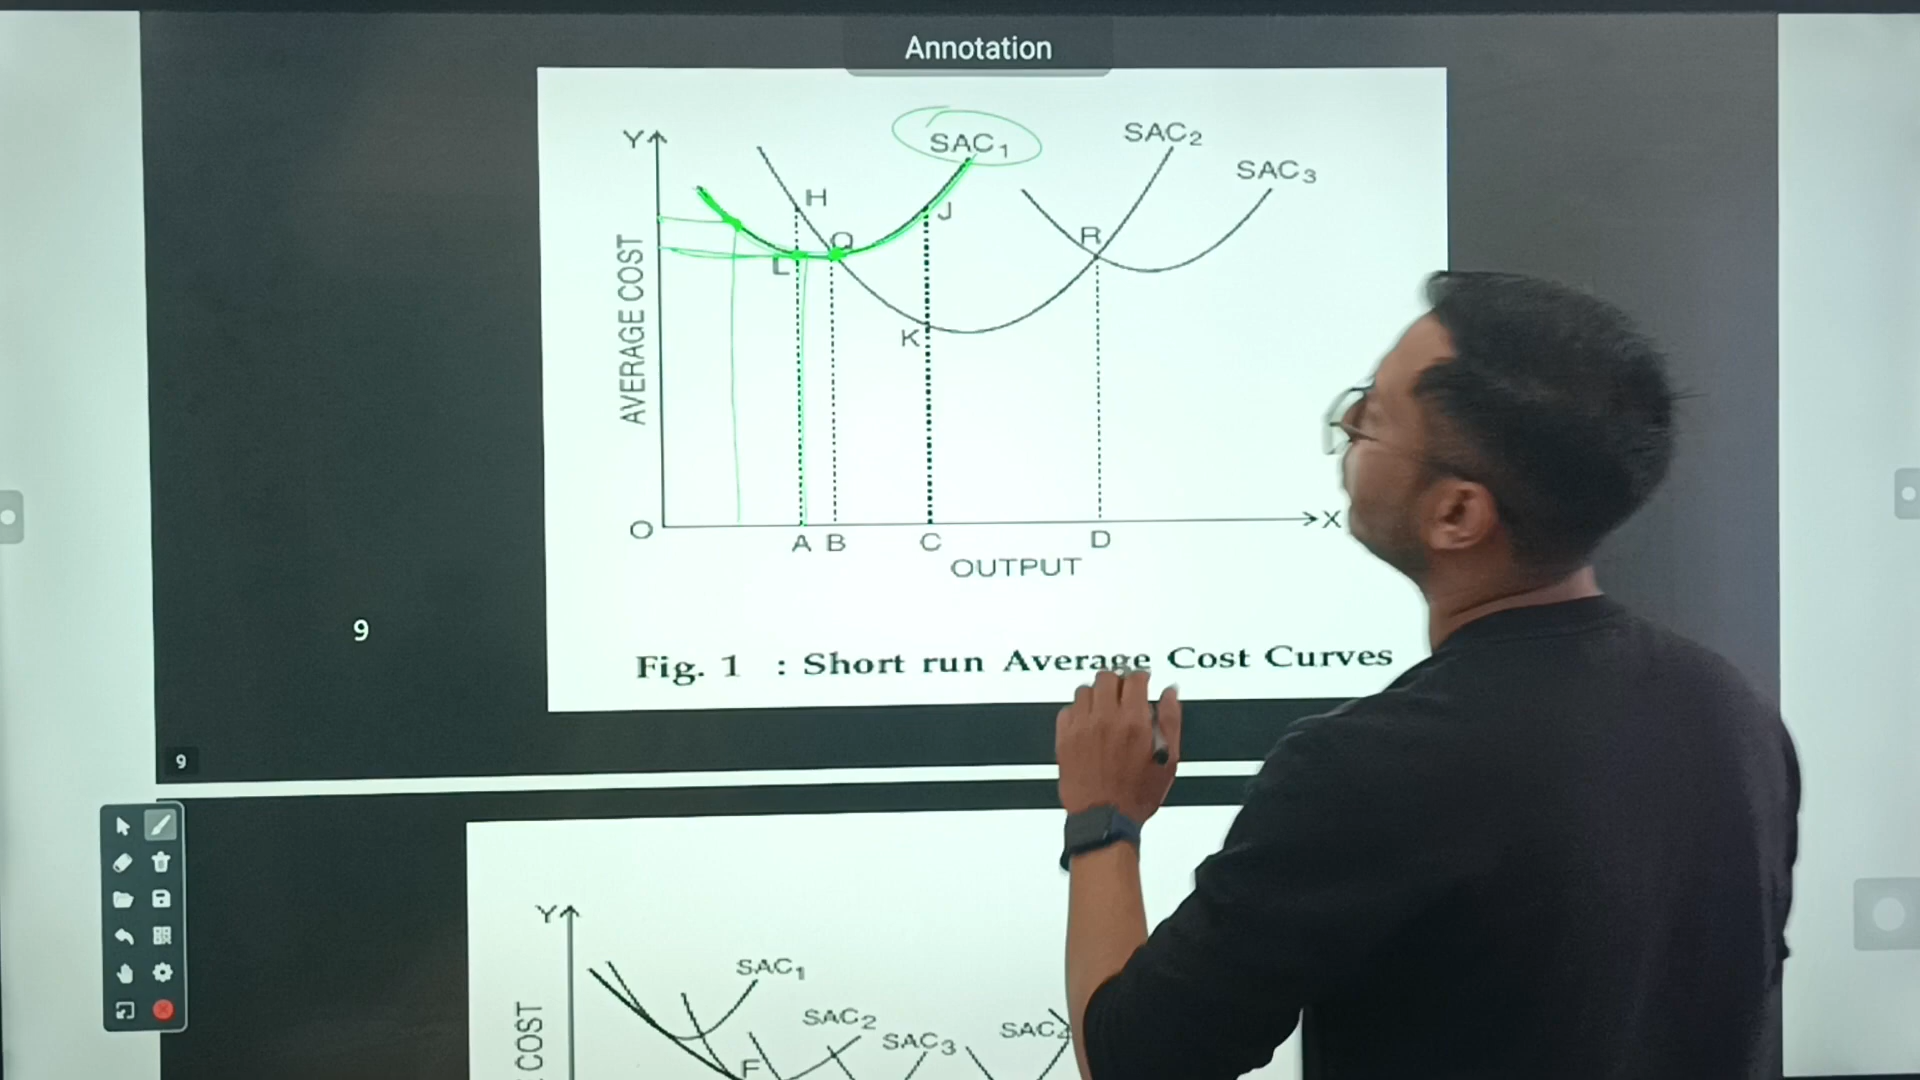 Annotation
Y
SAC1
SAC2
SAC3
H
J
Q
R
L
K
AVERAGE COST
O
X
A B C D
OUTPUT
9
Fig. 1 : Short run Average Cost Curves
9
Y
SAC1
SAC2
SAC3
COST
F